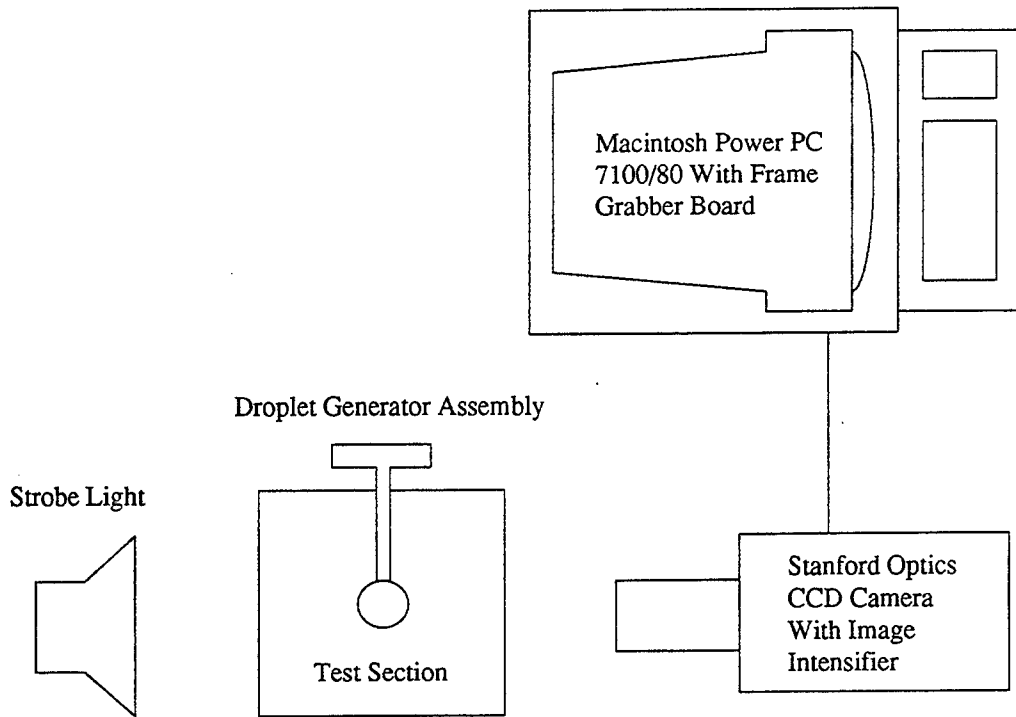 Macintosh Power PC
7100/80 With Frame
Grabber Board
Droplet Generator Assembly
Strobe Light
Test Section
Stanford Optics
CCD Camera
With Image
Intensifier